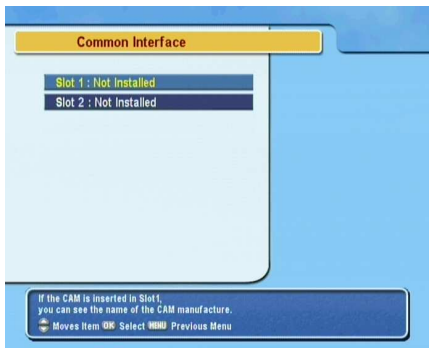 Common Interface
Slot 1 : Not Installed
Slot 2 : Not Installed
If the CAM is inserted in Slot1,
you can see the name of the CAM manufacture.
Moves Item OK Select MENU Previous Menu